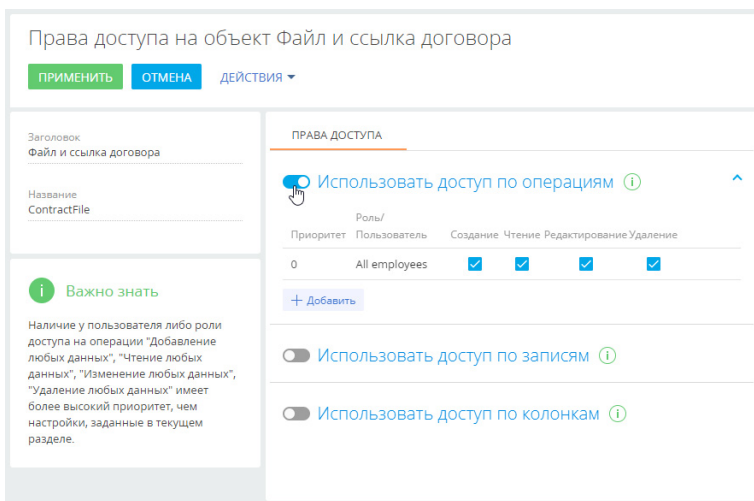 Права доступа на объект Файл и ссылка договора
ПРИМЕНИТЬ ОТМЕНА ДЕЙСТВИЯ
Заголовок
Файл и ссылка договора
Название
ContractFile
i Важно знать
Наличие у пользователя либо роли
доступа на операции "Добавление
любых данных", "Чтение любых
данных", "Изменение любых данных",
"Удаление любых данных" имеет
более высокий приоритет, чем
настройки, заданные в текущем
разделе.
ПРАВА ДОСТУПА
Использовать доступ по операциям i
Роль/
Приоритет Пользователь Создание Чтение Редактирование Удаление
0 All employees
+ Добавить
Использовать доступ по записям i
Использовать доступ по колонкам i